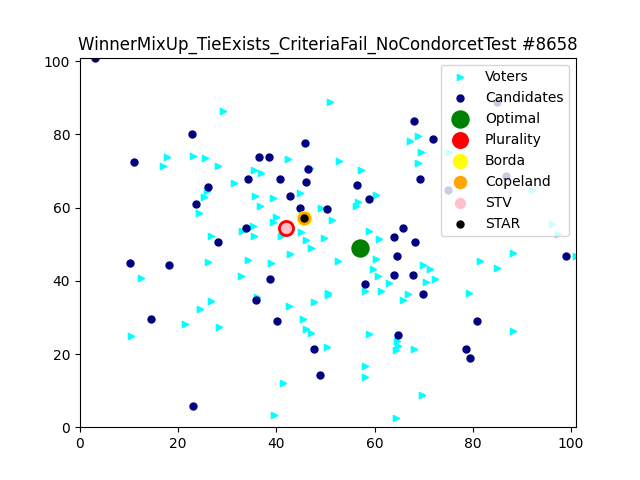 WinnerMixUp_TieExists_CriteriaFail_NoCondorcetTest #8658
100
80
60
40
20
0
0 20 40 60 80 100
Voters
Candidates
Optimal
Plurality
Borda
Copeland
STV
STAR